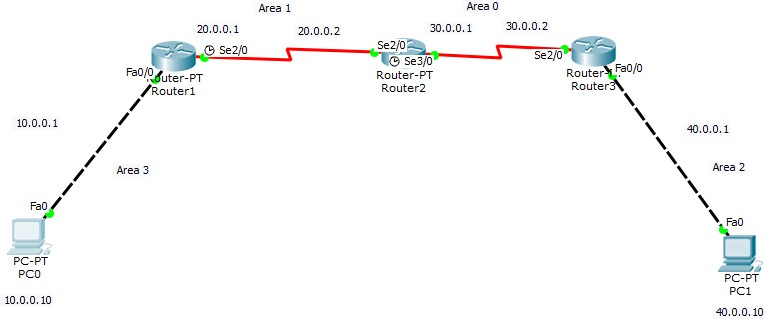 Area 1
Area 0
20.0.0.1
20.0.0.2
30.0.0.1
30.0.0.2
Se2/0
Se2/0
Se3/0
Se2/0
Fa0/0
Router-PT
Router1
Router-PT
Router2
Fa0/0
Router3
10.0.0.1
40.0.0.1
Area 3
Area 2
Fa0
Fa0
PC-PT
PC0
PC-PT
PC1
10.0.0.10
40.0.0.10